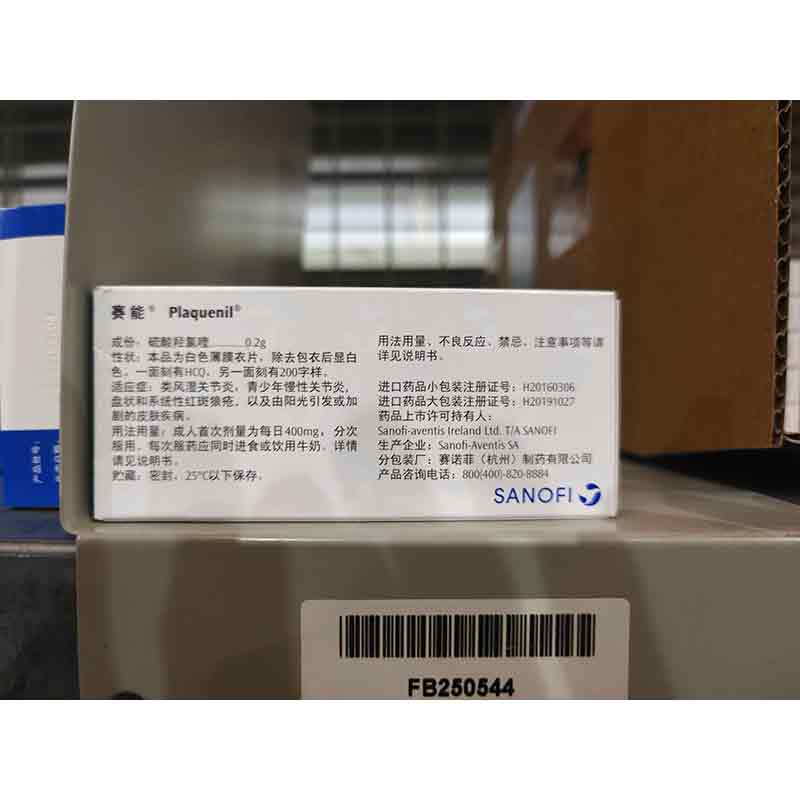 赛能® Plaquenil®
成份：硫酸羟氯喹 0.2g
性状：本品为白色薄膜衣片，除去包衣后显白
色。一面刻有HCQ，另一面刻有200字样。
适应症：类风湿关节炎，青少年慢性关节炎，
盘状和系统性红斑狼疮，以及由阳光引发或加
剧的皮肤疾病。
用法用量：成人首次剂量为每日400mg，分次
服用。每次服药应同时进食或饮用牛奶。详情
请见说明书。
贮藏：密封，25℃以下保存。
用法用量、不良反应、禁忌、注意事项等请
详见说明书。
进口药品小包装注册证号：H20160386
进口药品大包装注册证号：H20191027
药品上市许可持有人：
Sanofi-aventis Ireland Ltd. T/A SANOFI
生产企业：Sanofi-Aventis SA
分包装厂：赛诺菲（杭州）制药有限公司
产品咨询电话：800(400)-820-8884
SANOFI
FB250544